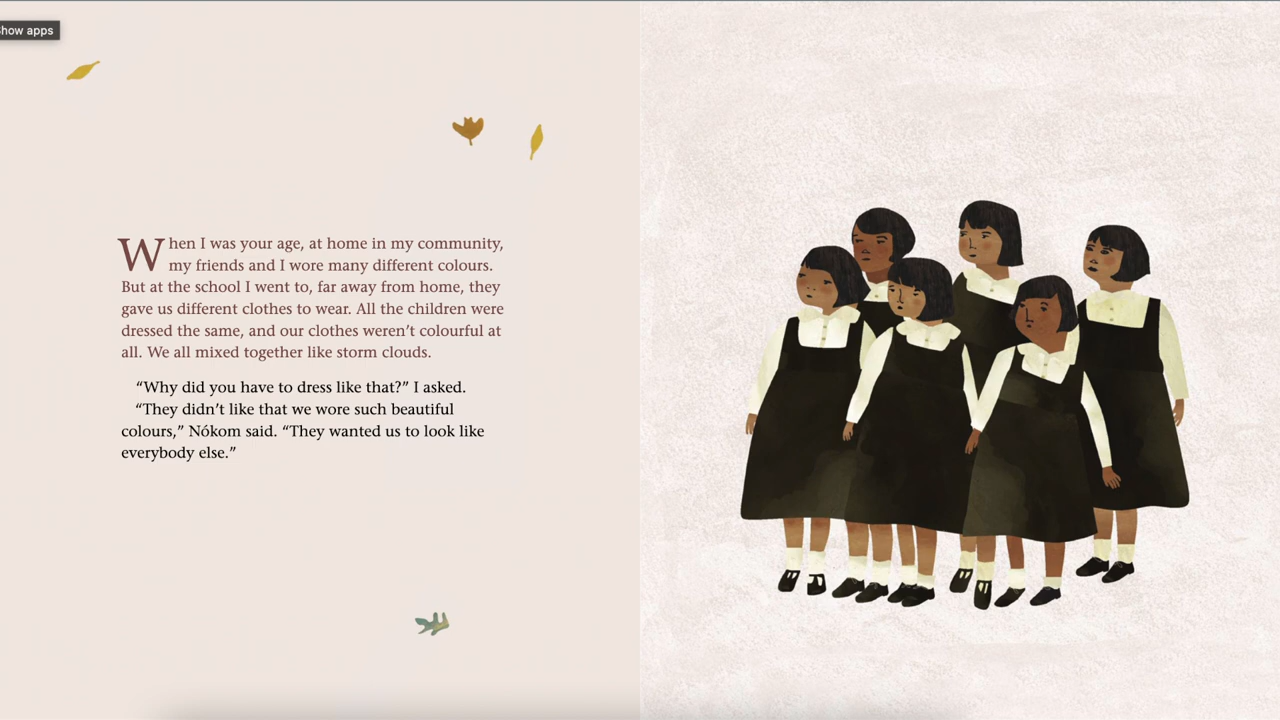 Show apps
When I was your age, at home in my community,
my friends and I wore many different colours.
But at the school I went to, far away from home, they
gave us different clothes to wear. All the children were
dressed the same, and our clothes weren’t colourful at
all. We all mixed together like storm clouds.
“Why did you have to dress like that?” I asked.
“They didn’t like that we wore such beautiful
colours,” Nókom said. “They wanted us to look like
everybody else.”